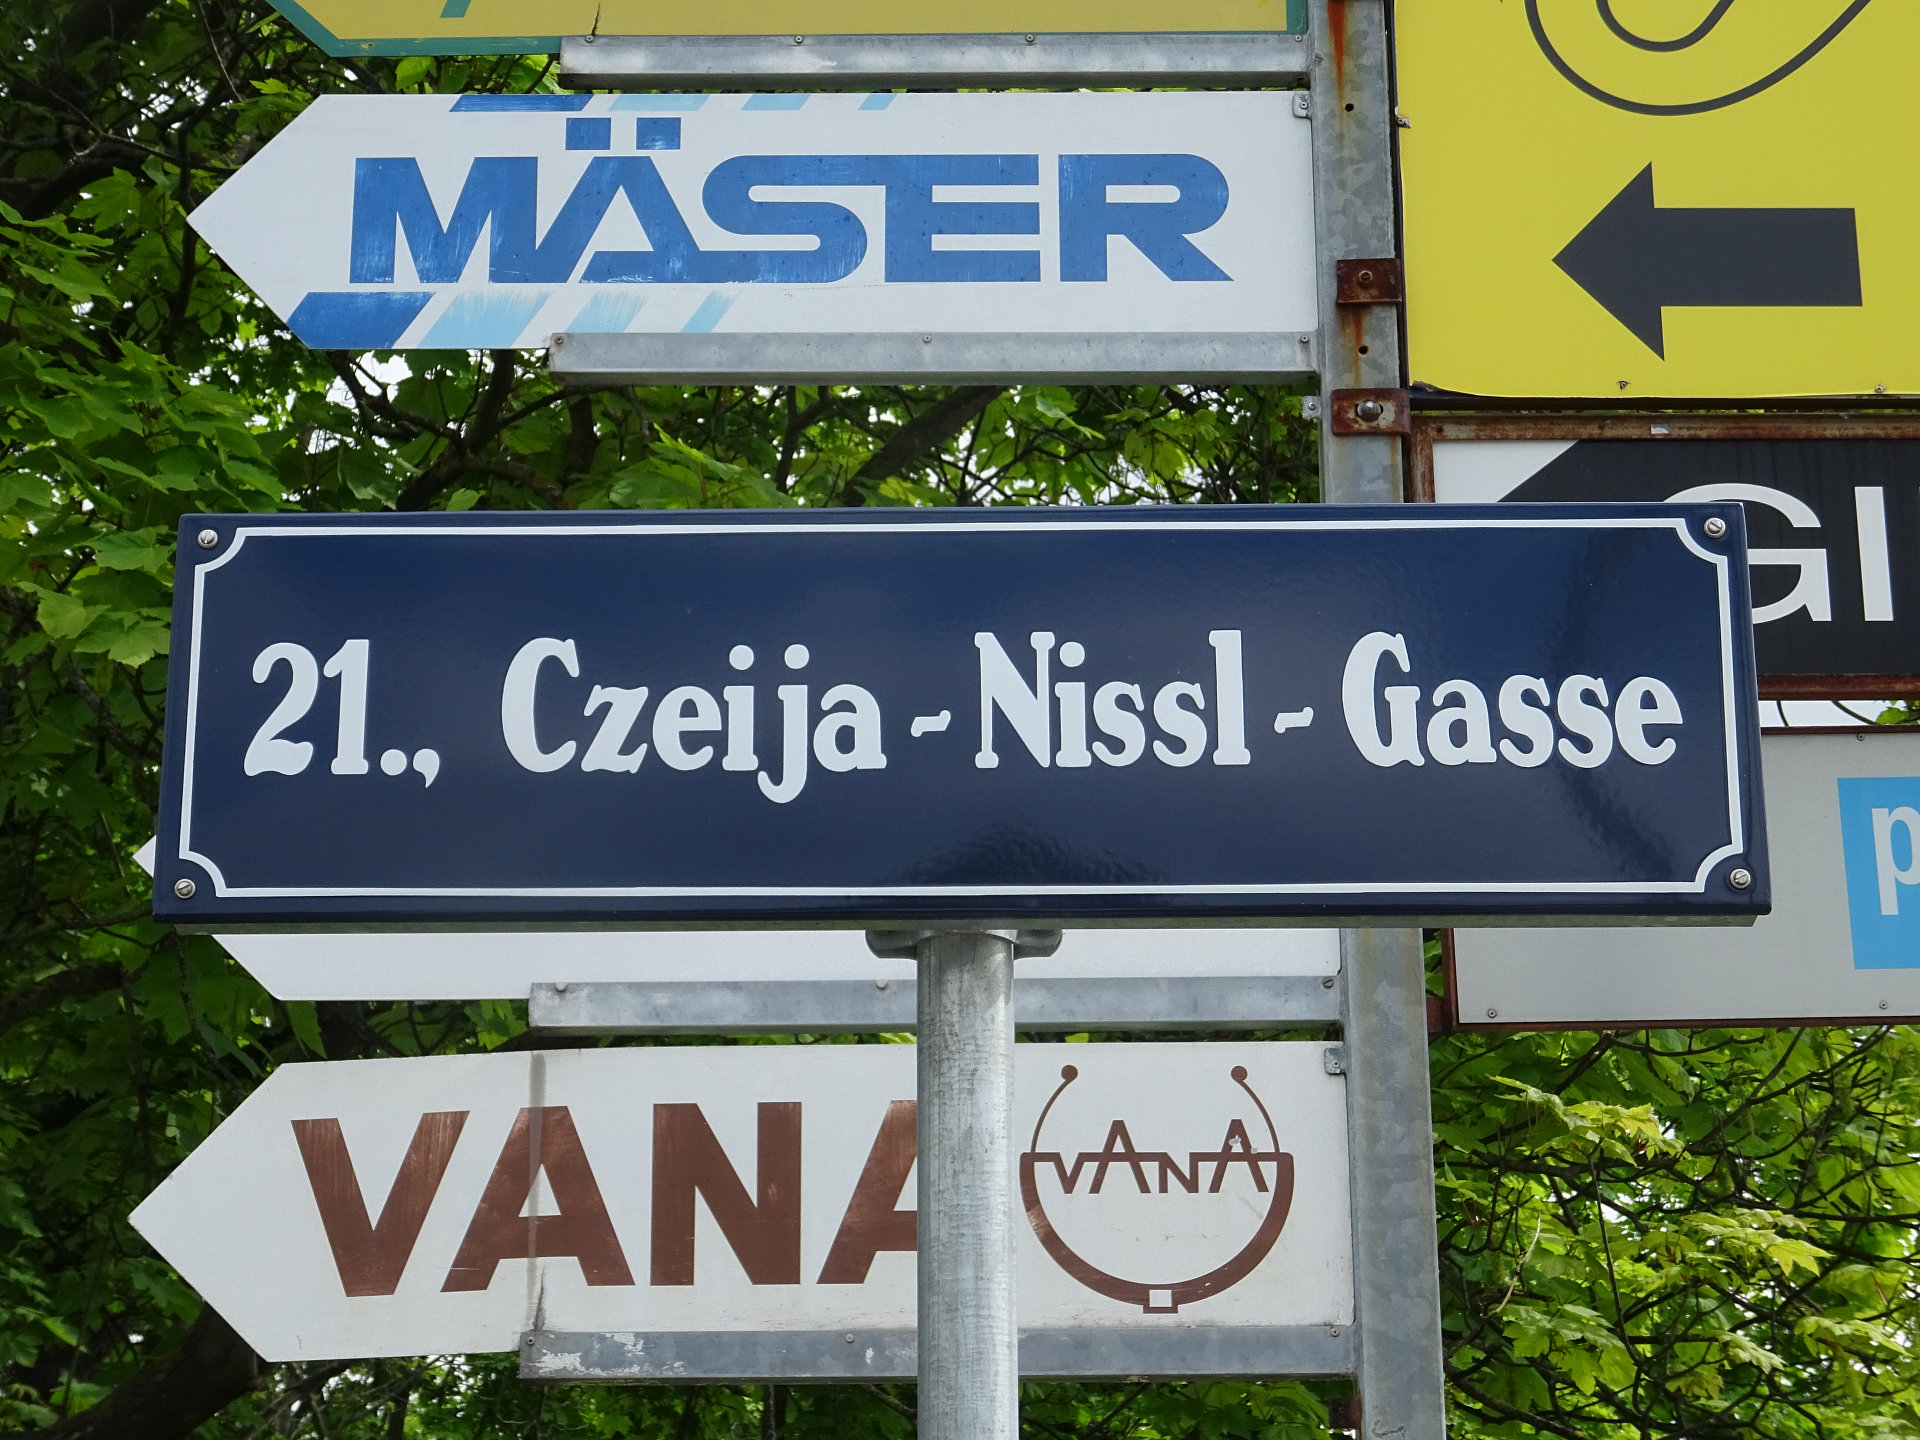 MÄSER
21., Czeija-Nissl-Gasse
VANA
VANA